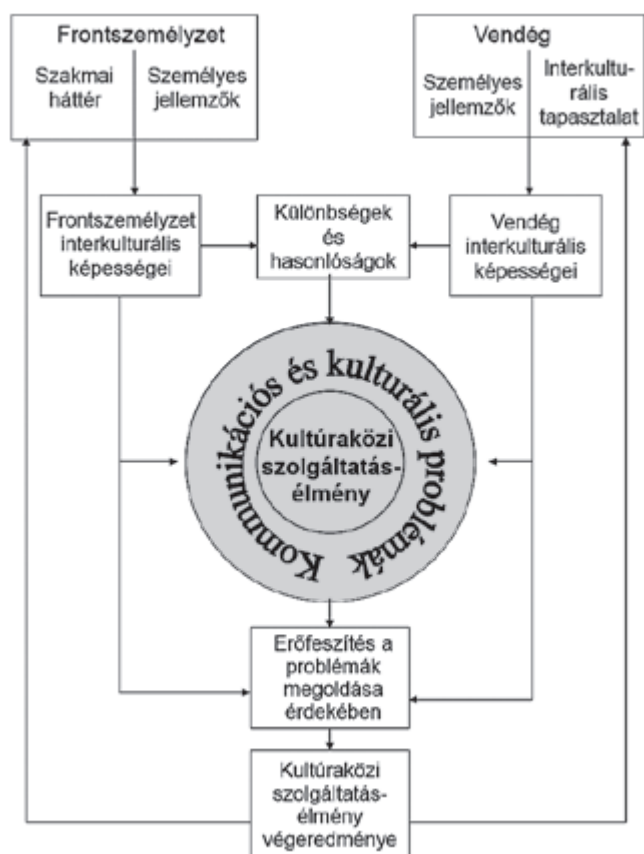 Frontszemélyzet
Szakmai
háttér
Személyes
jellemzők
Vendég
Személyes
jellemzők
Interkultu-
rális
tapasztalat
Frontszemélyzet
interkulturális
képességei
Különbségek
és
hasonlóságok
Vendég
interkulturális
képességei
Kommunikációs és kulturális problémák
Kultúraközi
szolgáltatás-
élmény
Erőfeszítés a
problémák
megoldása
érdekében
Kultúraközi
szolgáltatás-
élmény
végeredménye